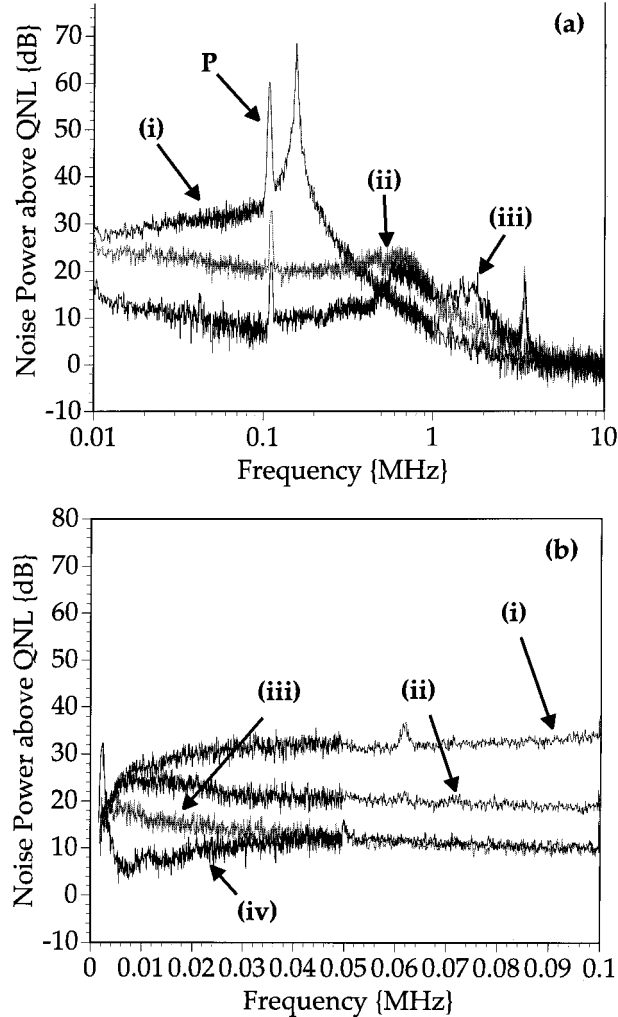 (a)
Noise Power above QNL {dB}
70
60
50
40
30
20
10
0
-10
P
(i)
(ii)
(iii)
0.01
0.1
1
10
Frequency {MHz}
(b)
Noise Power above QNL {dB}
80
70
60
50
40
30
20
10
0
-10
(i)
(iii)
(ii)
(iv)
0
0.01
0.02
0.03
0.04
0.05
0.06
0.07
0.08
0.09
0.1
Frequency {MHz}